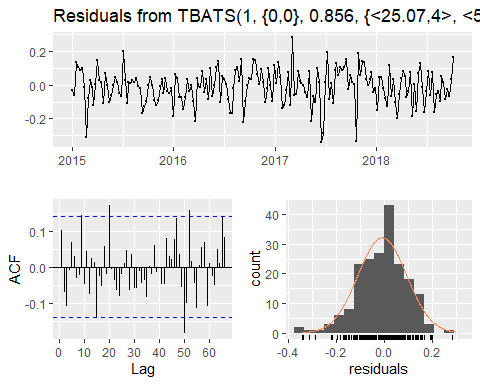 Residuals from TBATS(1, {0,0}, 0.856, {<25.07,4>, <5
0.2
0.0
-0.2
2015 2016 2017 2018
ACF
0.1
0.0
-0.1
0 10 20 30 40 50 60
Lag
count
40
30
20
10
0
-0.4 -0.2 0.0 0.2
residuals